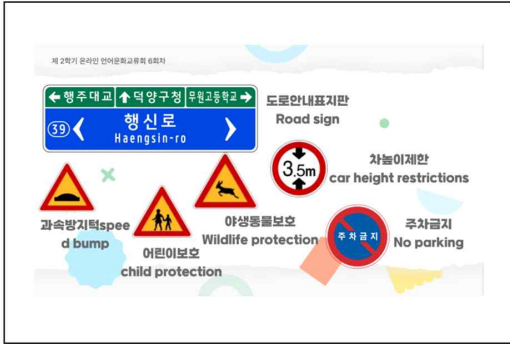 제 2학기 온라인 언어문화교류회 6회차
←행주대교 ↑덕양구청 무원고등학교→
39 행신로
Haengsin-ro
도로안내표지판
Road sign
3.5m
차높이제한
car height restrictions
과속방지턱spee
d bump
어린이보호
child protection
야생동물보호
Wildlife protection
주차금지
주차금지
No parking